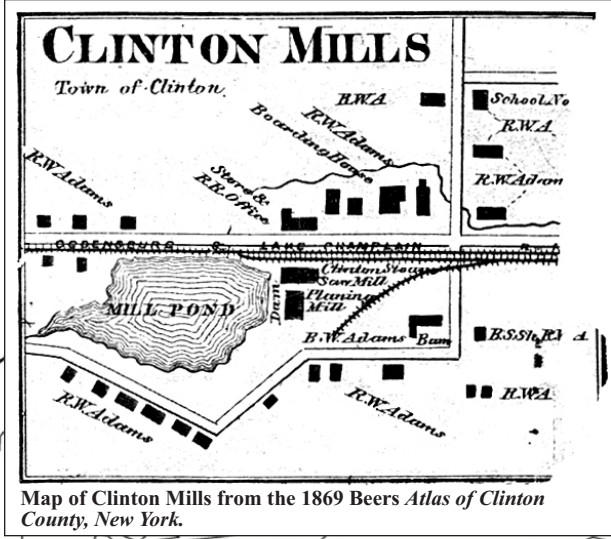 CLINTON MILLS
Town of Clinton
R.W.A
School No
R.W.A
R.W.Adam
R.W.Adams
Boarding House
Store &
R.R.Office
R.W.Adams
OGDENSBURG & LAKE CHAMPLAIN R.
Clinton Steam
Saw Mill
Planing
Mill
Dam
MILL POND
R.W.Adams
Barn
B.S.Sh. R.W.A
R.W.A
R.W.Adams
R.W.Adams
Map of Clinton Mills from the 1869 Beers Atlas of Clinton
County, New York.